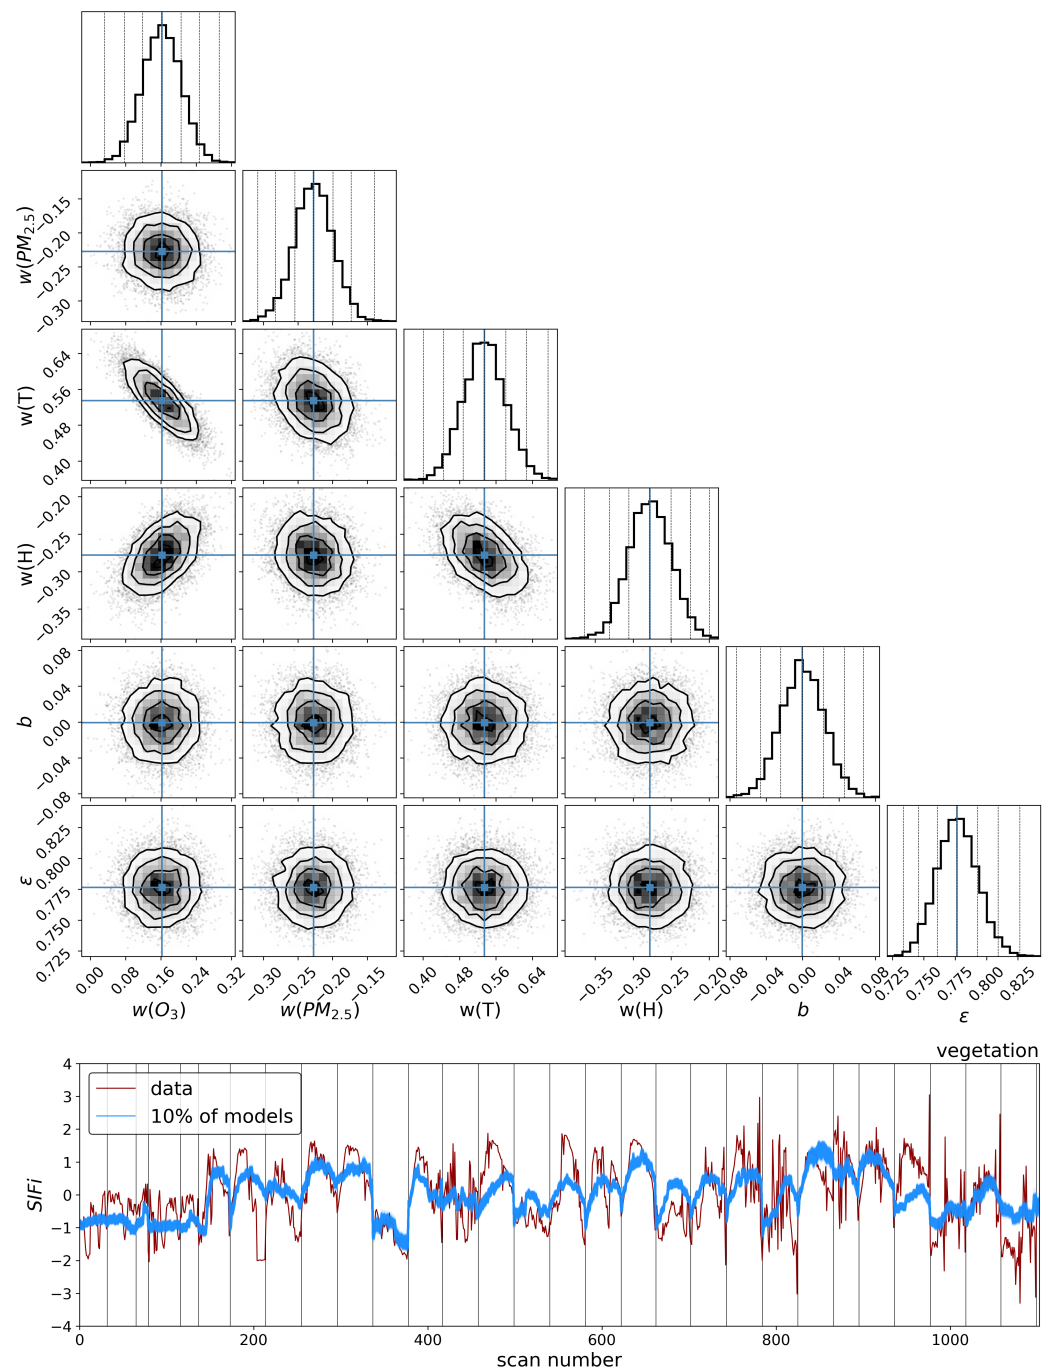 w(PM2.5)
−0.15
−0.20
−0.25
−0.30
w(T)
0.64
0.56
0.48
0.40
w(H)
−0.20
−0.25
−0.30
−0.35
b
0.08
0.04
0.00
−0.04
−0.08
ε
0.825
0.800
0.775
0.750
0.725
0.00 0.08 0.16 0.24 0.32 −0.30 −0.25 −0.20 −0.15 0.40 0.48 0.56 0.64 −0.35 −0.30 −0.25 −0.20 −0.08 −0.04 0.00 0.04 0.08 0.725 0.750 0.775 0.800 0.825
w(O3) w(PM2.5) w(T) w(H) b ε
vegetation
data
10% of models
SIFi
4
3
2
1
0
−1
−2
−3
−4
0 200 400 600 800 1000
scan number